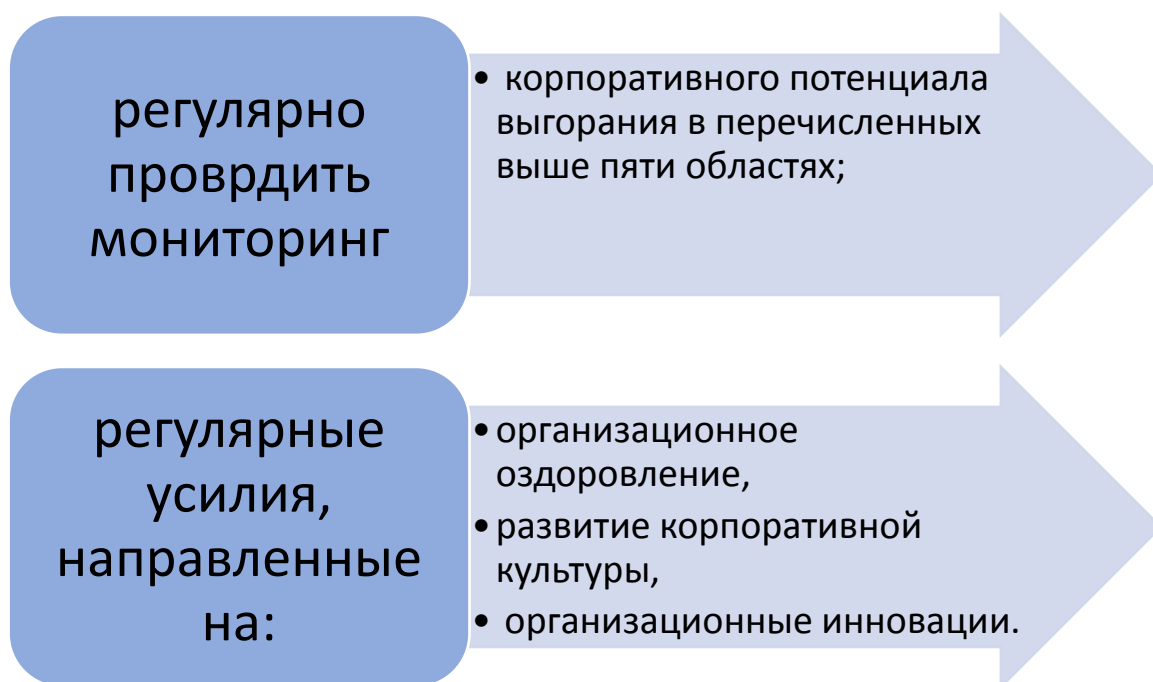 регулярно
проврдить
мониторинг
• корпоративного потенциала
выгорания в перечисленных
выше пяти областях;
регулярные
усилия,
направленные
на:
• организационное
оздоровление,
• развитие корпоративной
культуры,
• организационные инновации.